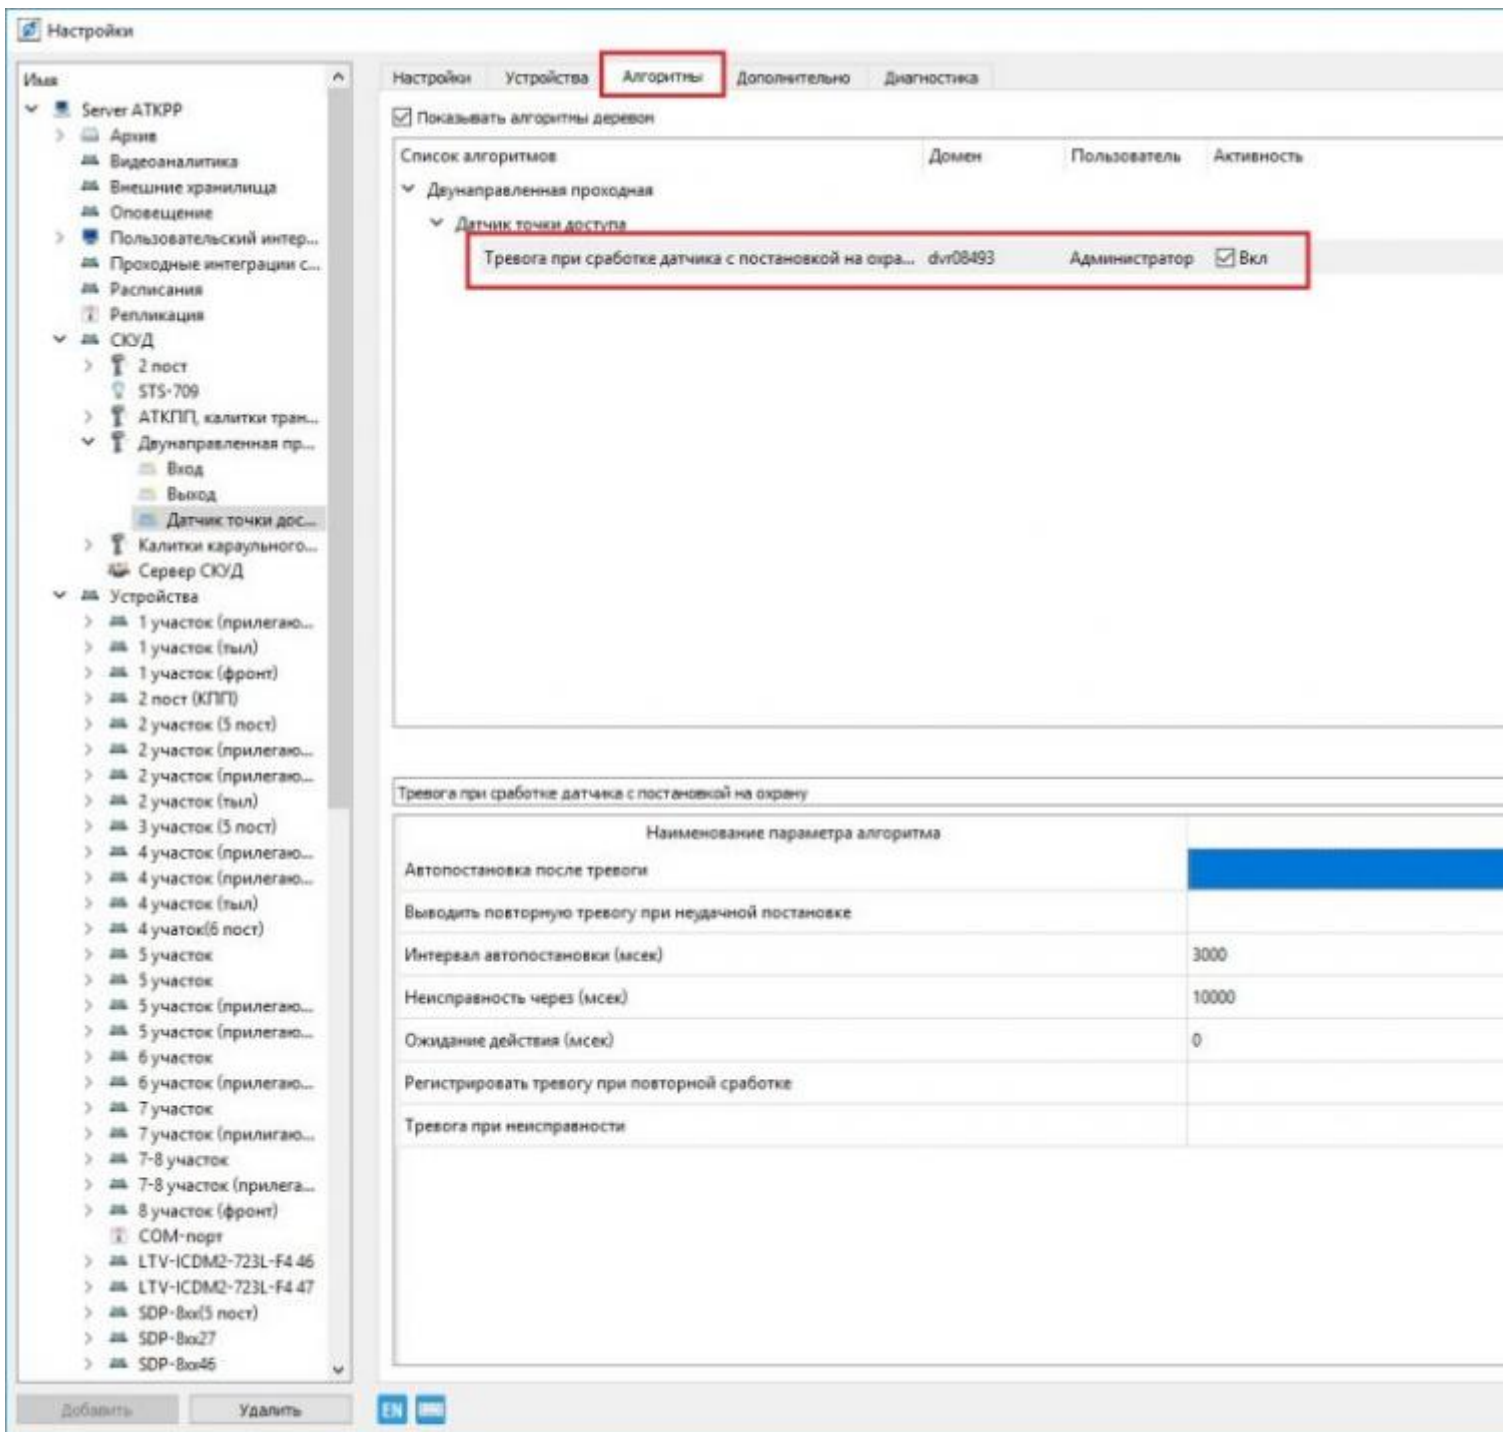 Настройки
Имя
Server АТКРР
Архив
Видеоаналитика
Внешние хранилища
Оповещение
Пользовательский интер...
Проходные интеграции с...
Расписания
Репликация
СКУД
2 пост
STS-709
АТКПП, калитки тран...
Двунаправленная пр...
Вход
Выход
Датчик точки дос...
Калитки караульного...
Сервер СКУД
Устройства
1 участок (прилегаю...
1 участок (тыл)
1 участок (фронт)
2 пост (КПП)
2 участок (5 пост)
2 участок (прилегаю...
2 участок (прилегаю...
2 участок (тыл)
3 участок (5 пост)
4 участок (прилегаю...
4 участок (прилегаю...
4 участок (тыл)
4 учаток(6 пост)
5 участок
5 участок
5 участок (прилегаю...
5 участок (прилегаю...
6 участок
6 участок (прилегаю...
7 участок
7 участок (прилигаю...
7-8 участок
7-8 участок (прилега...
8 участок (фронт)
COM-порт
LTV-ICDM2-723L-F4 46
LTV-ICDM2-723L-F4 47
SDP-8xx(5 пост)
SDP-8xx27
SDP-8xx46
Добавить Удалить
Настройки Устройства Алгоритмы Дополнительно Диагностика
Показывать алгоритмы деревом
Список алгоритмов Домен Пользователь Активность
Двунаправленная проходная
Датчик точки доступа
Тревога при сработке датчика с постановкой на охра... dvr08493 Администратор Вкл
Тревога при сработке датчика с постановкой на охрану
Наименование параметра алгоритма
Автопостановка после тревоги
Выводить повторную тревогу при неудачной постановке
Интервал автопостановки (мсек) 3000
Неисправность через (мсек) 10000
Ожидание действия (мсек) 0
Регистрировать тревогу при повторной сработке
Тревога при неисправности
EN